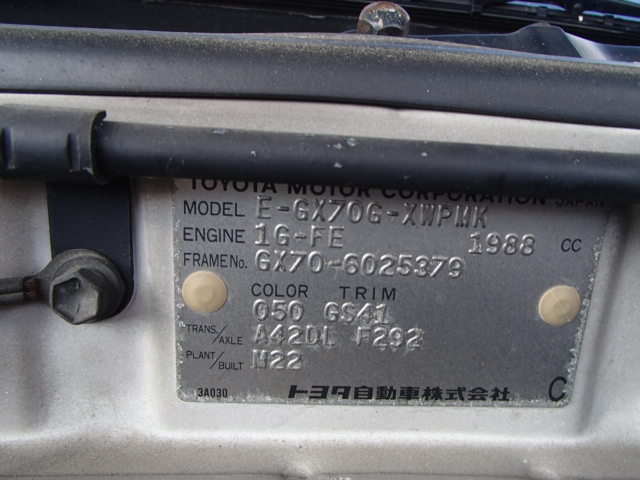 TOYOTA MOTOR CORPORATION JAPAN
MODEL E-GX70G-XWPMK
ENGINE 1G-FE 1988 CC
FRAME No. GX70-6025379
COLOR TRIM
050 GS41
TRANS./AXLE A42DL F292
PLANT/BUILT M22
3A030 トヨタ自動車株式会社 C